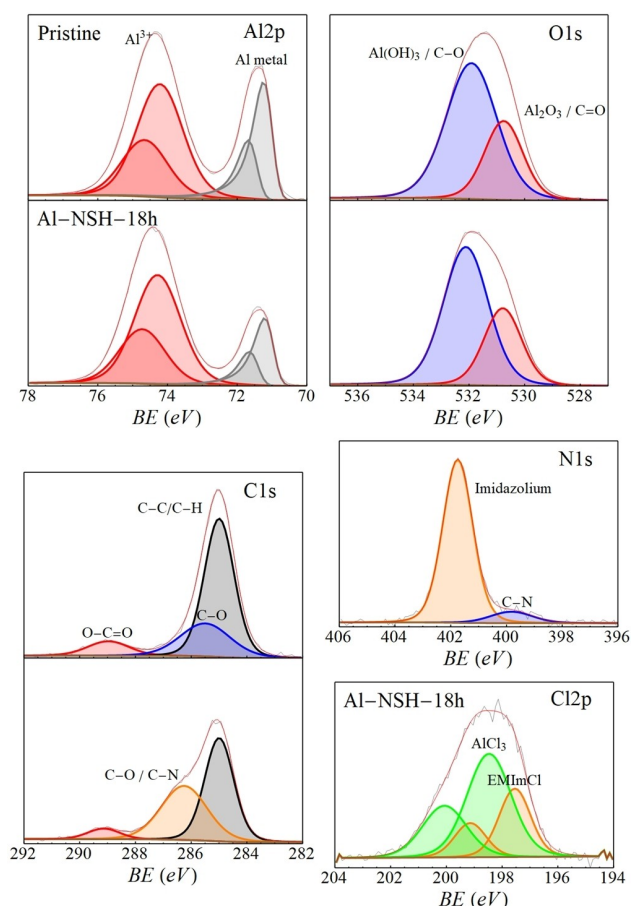 Pristine
Al2p
Al³⁺
Al metal
Al−NSH−18h
78 76 74 72 70
BE (eV)
O1s
Al(OH)₃ / C−O
Al₂O₃ / C=O
536 534 532 530 528
BE (eV)
C1s
C−C/C−H
C−O
O−C=O
C−O / C−N
292 290 288 286 284 282
BE (eV)
N1s
Imidazolium
C−N
406 404 402 400 398 396
BE (eV)
Al−NSH−18h
Cl2p
AlCl₃
EMImCl
204 202 200 198 196 194
BE (eV)